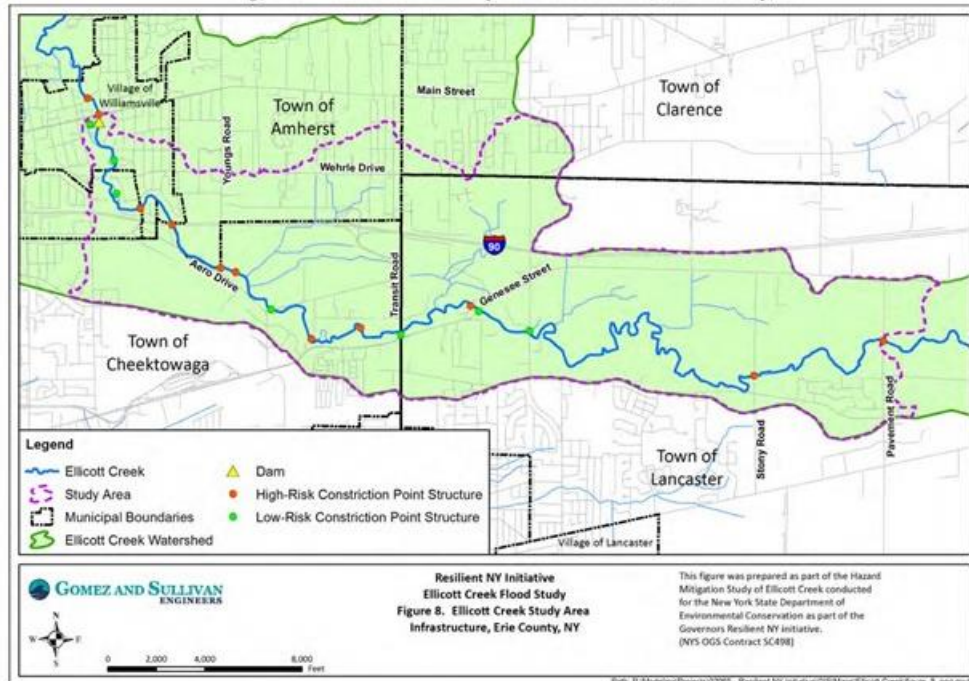 Village of
Williamsville
Town of
Amherst
Main Street
Town of
Clarence
Youngs Road
Wehrle Drive
90
Aero Drive
Transit Road
Genesee Street
Town of
Cheektowaga
Stony Road
Pavement Road
Town of
Lancaster
Village of Lancaster
Legend
Ellicott Creek
Study Area
Municipal Boundaries
Ellicott Creek Watershed
Dam
High-Risk Constriction Point Structure
Low-Risk Constriction Point Structure
GOMEZ AND SULLIVAN
ENGINEERS
N
W E
S
0 2,000 4,000 8,000
Feet
Resilient NY Initiative
Ellicott Creek Flood Study
Figure 8. Ellicott Creek Study Area
Infrastructure, Erie County, NY
This figure was prepared as part of the Hazard
Mitigation Study of Ellicott Creek conducted
for the New York State Department of
Environmental Conservation as part of the
Governors Resilient NY initiative.
(NYS OGS Contract SC498)